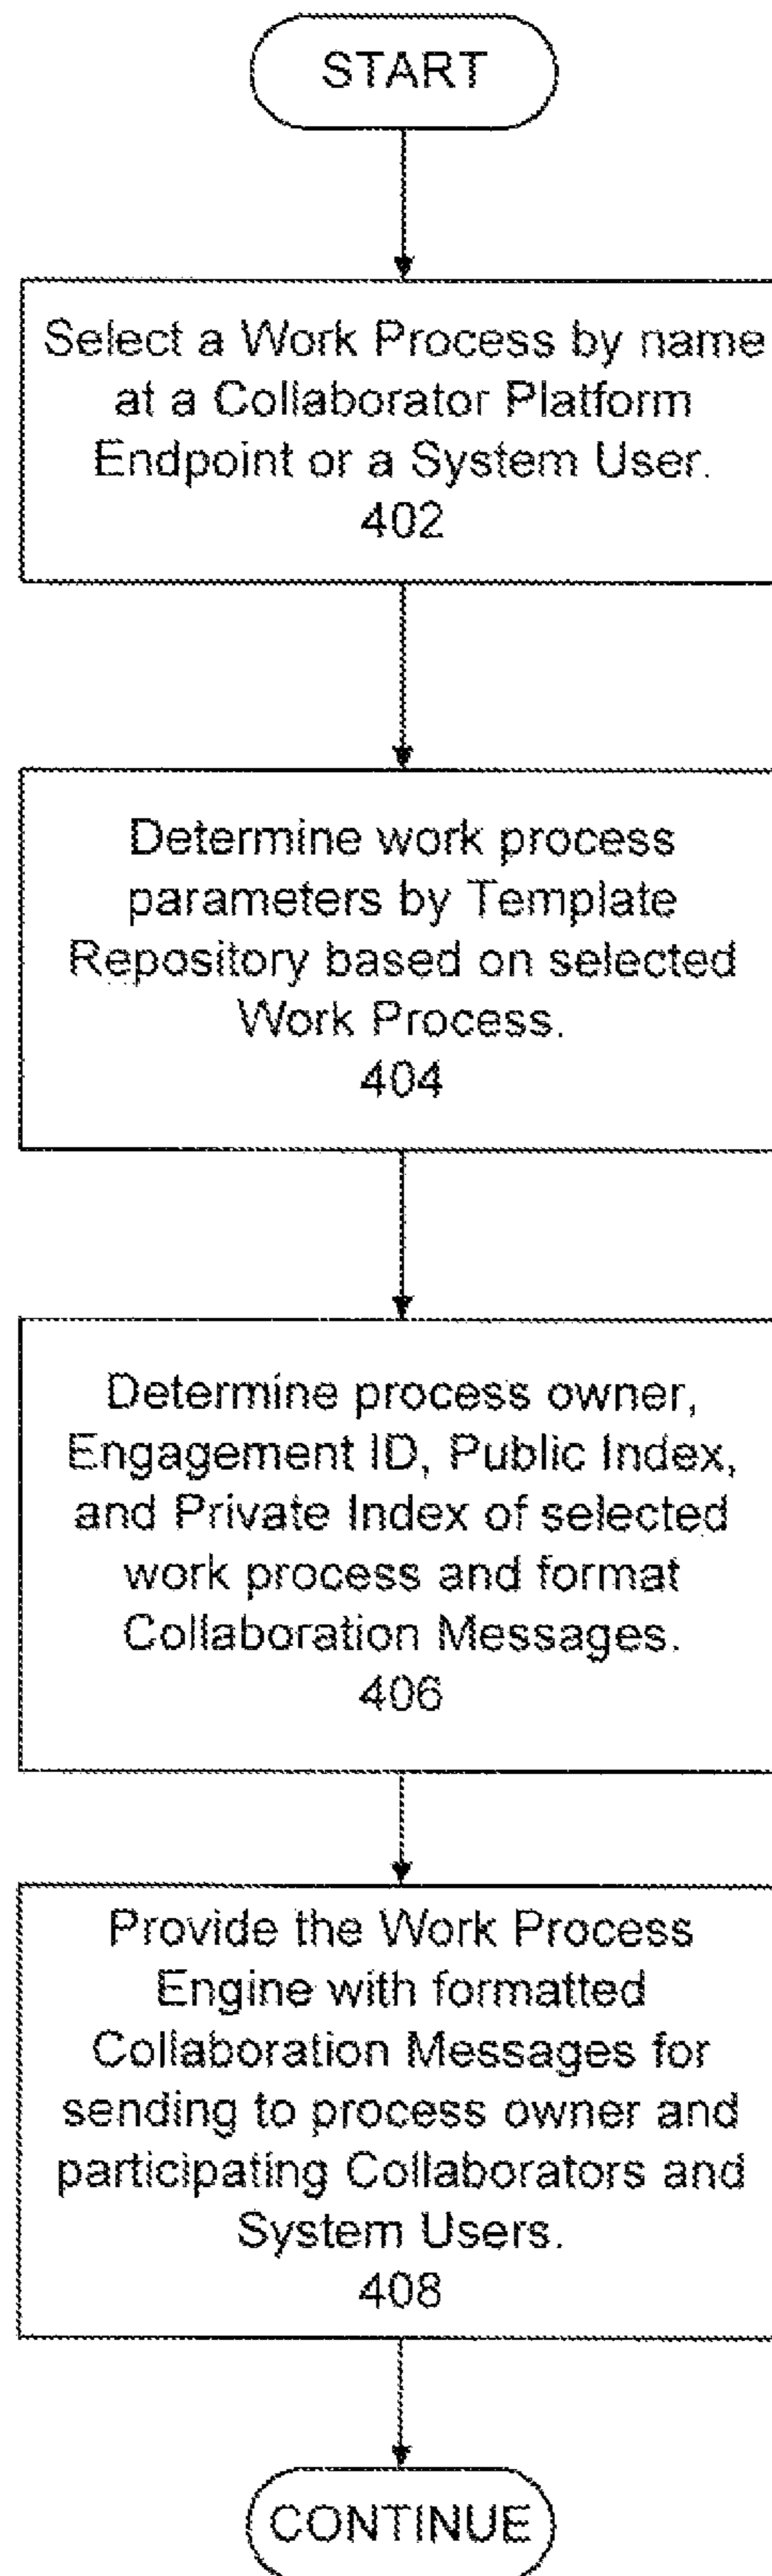 START
Select a Work Process by name
at a Collaborator Platform
Endpoint or a System User.
402
Determine work process
parameters by Template
Repository based on selected
Work Process.
404
Determine process owner,
Engagement ID, Public Index,
and Private Index of selected
work process and format
Collaboration Messages.
406
Provide the Work Process
Engine with formatted
Collaboration Messages for
sending to process owner and
participating Collaborators and
System Users.
408
CONTINUE